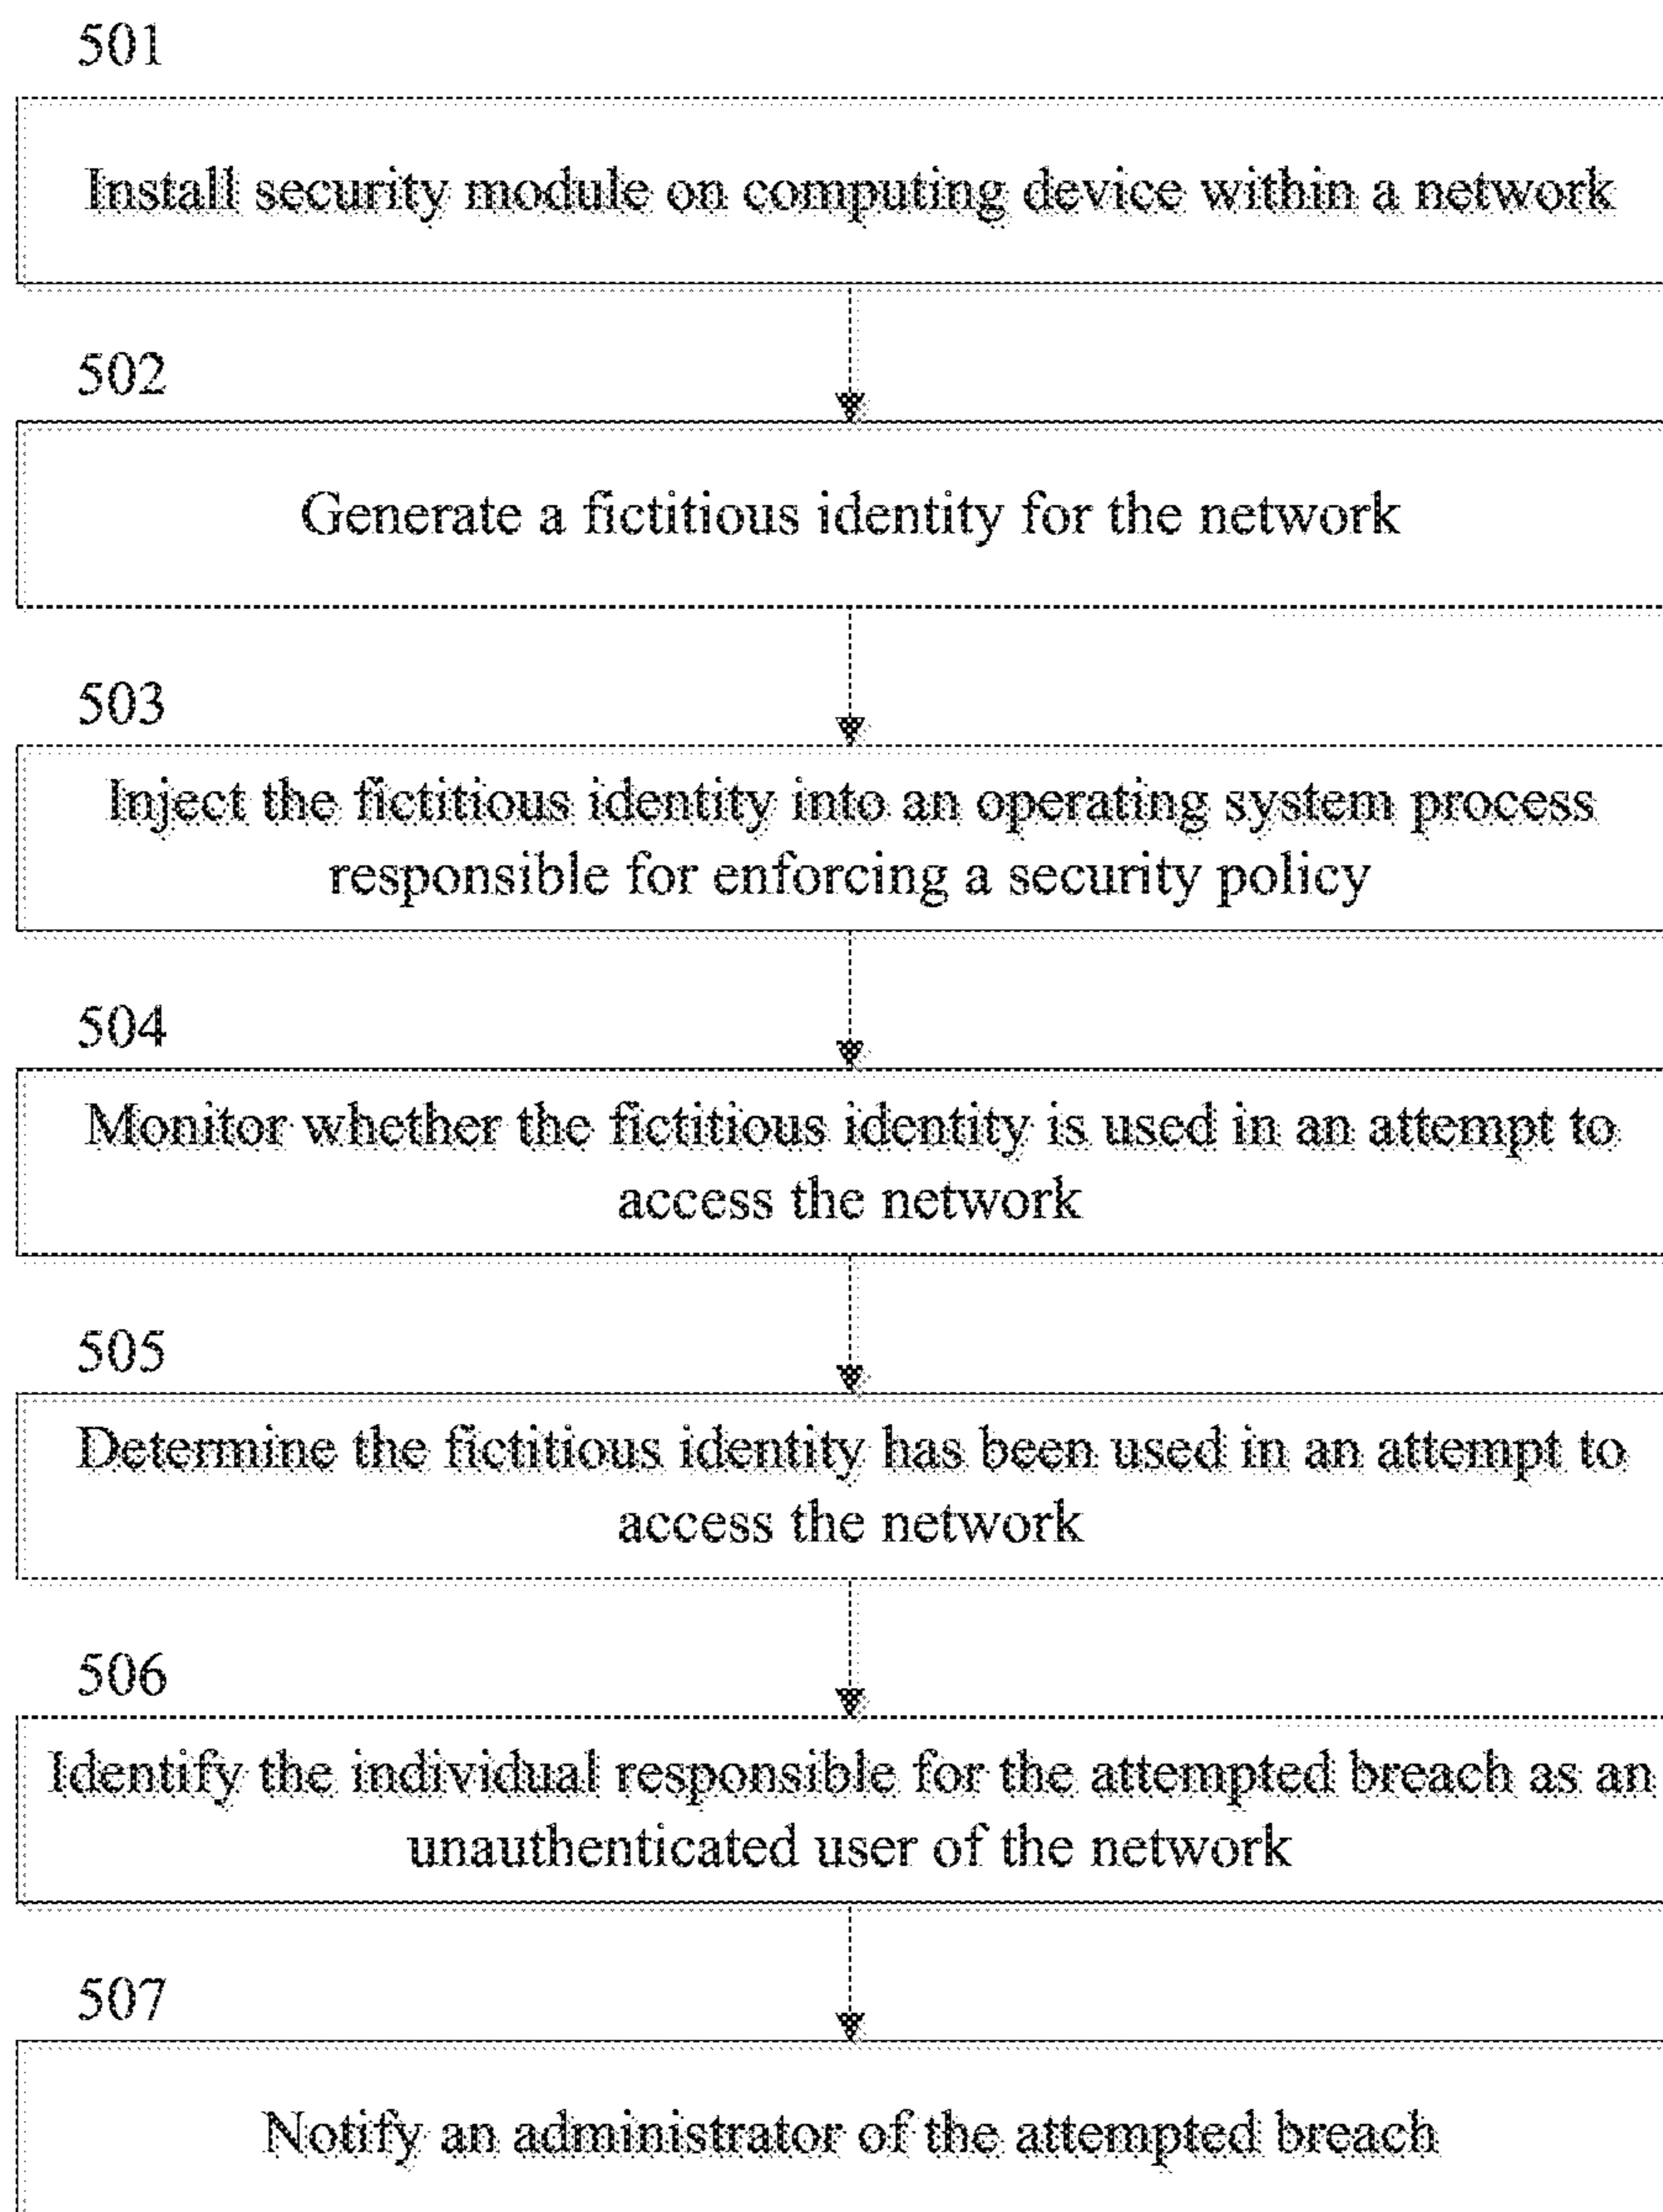 501
Install security module on computing device within a network
502
Generate a fictitious identity for the network
503
Inject the fictitious identity into an operating system process
responsible for enforcing a security policy
504
Monitor whether the fictitious identity is used in an attempt to
access the network
505
Determine the fictitious identity has been used in an attempt to
access the network
506
Identify the individual responsible for the attempted breach as an
unauthenticated user of the network
507
Notify an administrator of the attempted breach